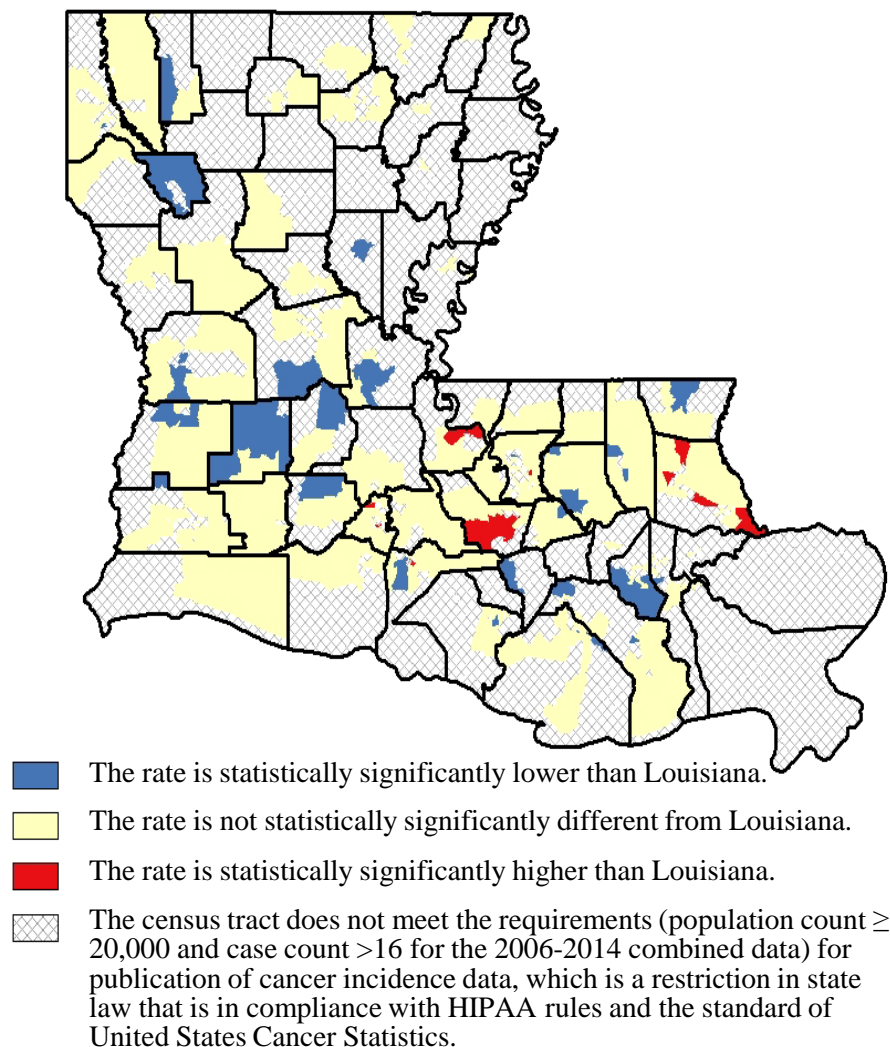 The rate is statistically significantly lower than Louisiana.
The rate is not statistically significantly different from Louisiana.
The rate is statistically significantly higher than Louisiana.
The census tract does not meet the requirements (population count ≥
20,000 and case count >16 for the 2006-2014 combined data) for
publication of cancer incidence data, which is a restriction in state
law that is in compliance with HIPAA rules and the standard of
United States Cancer Statistics.